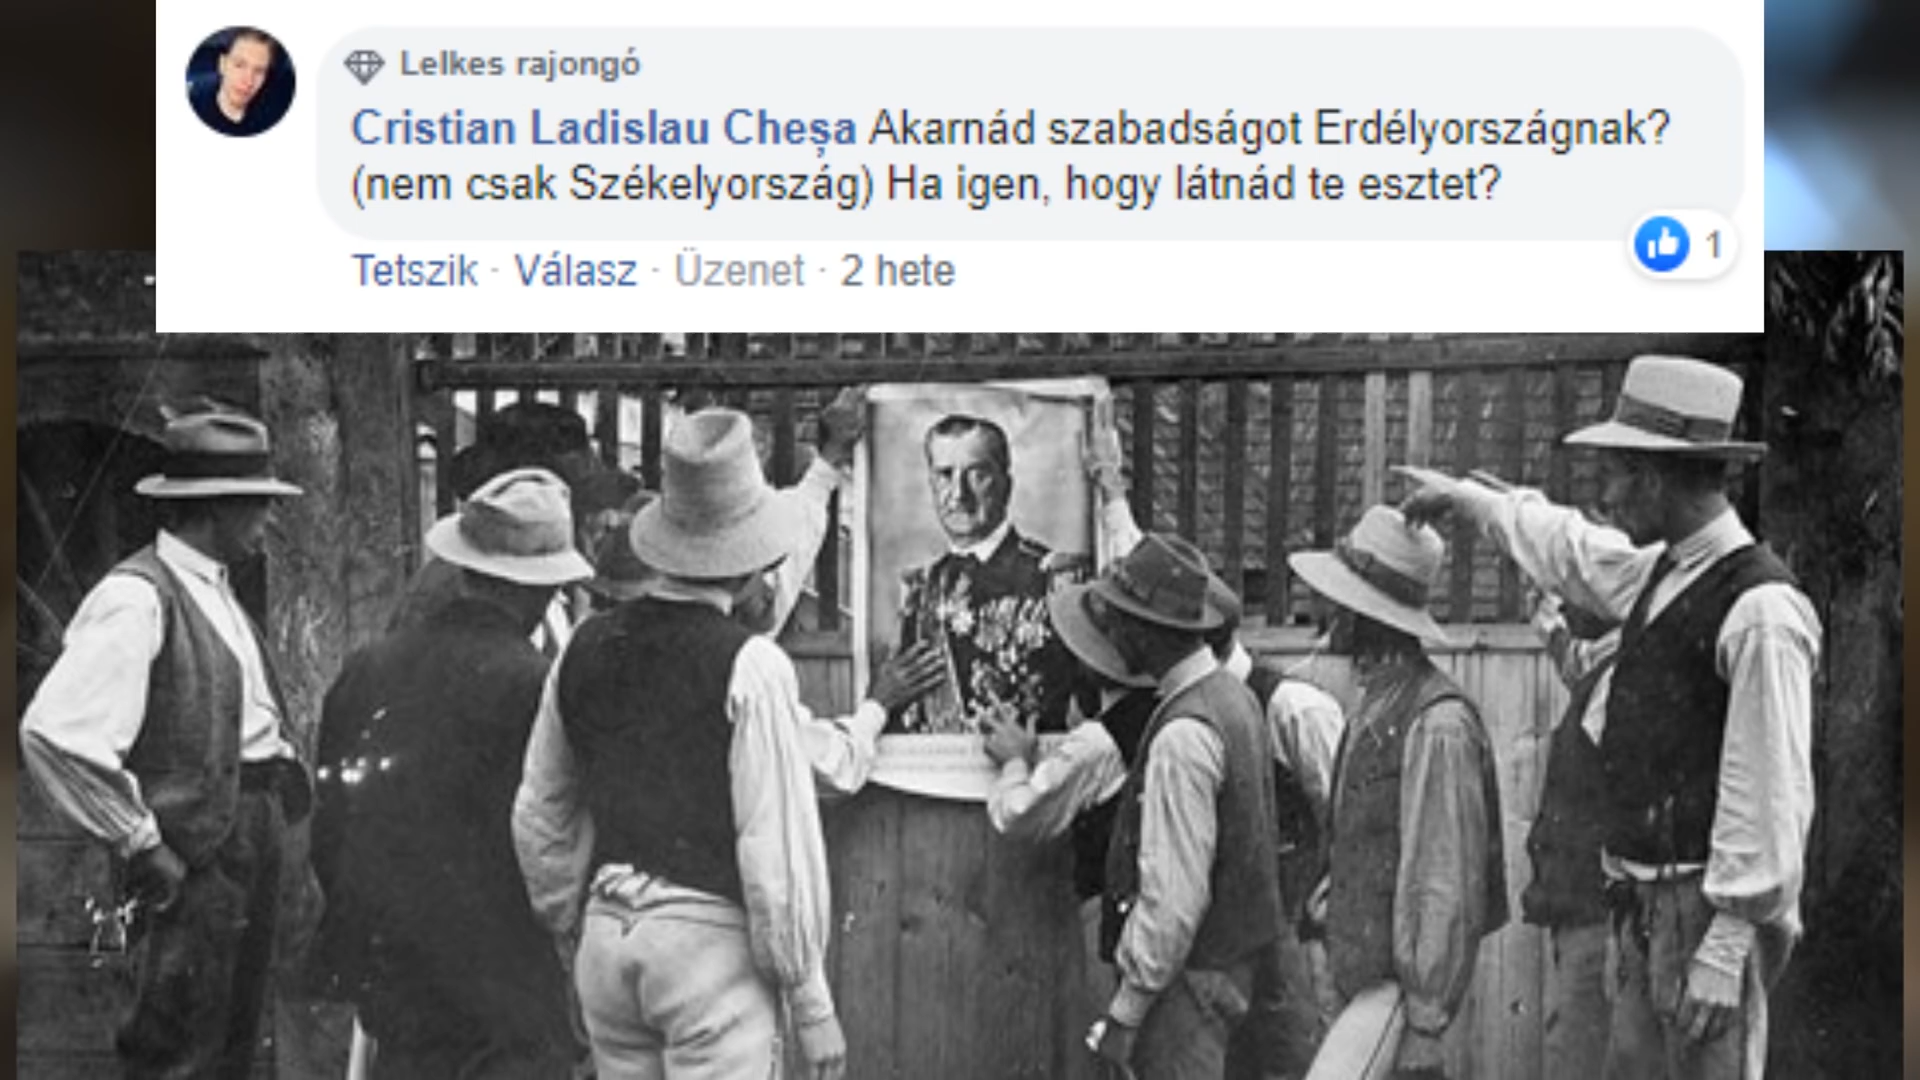 Lelkes rajongó
Cristian Ladislau Cheșa Akarnád szabadságot Erdélyországnak?
(nem csak Székelyország) Ha igen, hogy látnád te esztet?
1
Tetszik · Válasz · Üzenet · 2 hete